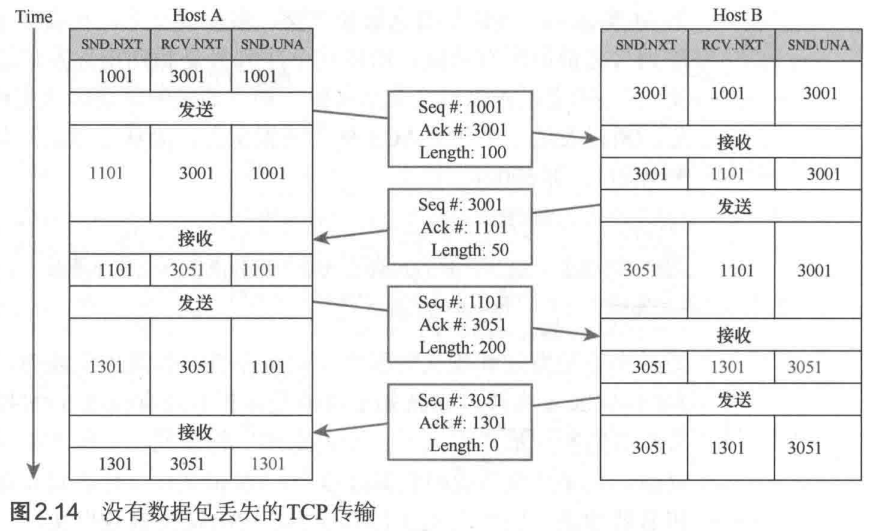 Time Host A Host B
SND.NXT RCV.NXT SND.UNA SND.NXT RCV.NXT SND.UNA
1001 3001 1001
3001 1001 3001
发送
Seq #: 1001
Ack #: 3001
Length: 100
接收
1101 3001 1001
3001 1101 3001
Seq #: 3001
Ack #: 1101
Length: 50
发送
接收
1101 3051 1101
3051 1101 3001
发送
Seq #: 1101
Ack #: 3051
Length: 200
接收
1301 3051 1101
3051 1301 3051
Seq #: 3051
Ack #: 1301
Length: 0
发送
接收
3051 1301 3051
1301 3051 1301
图2.14 没有数据包丢失的TCP传输